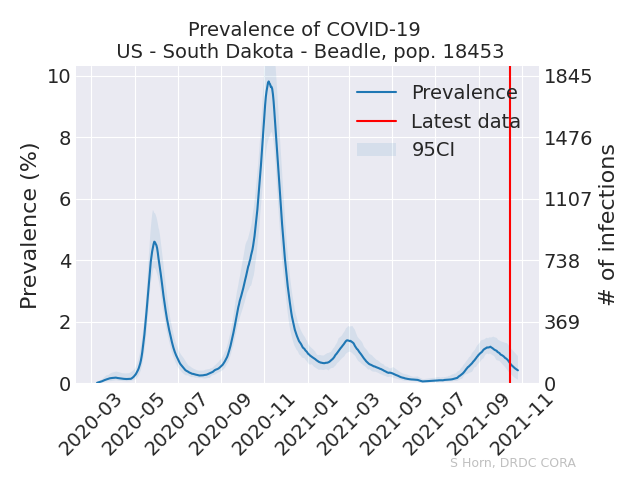 Prevalence of COVID-19
US - South Dakota - Beadle, pop. 18453
Prevalence (%)
10
8
6
4
2
0
1845
1476
1107
738
369
0
# of infections
Prevalence
Latest data
95CI
2020-03
2020-05
2020-07
2020-09
2020-11
2021-01
2021-03
2021-05
2021-07
2021-09
2021-11
S Horn, DRDC CORA